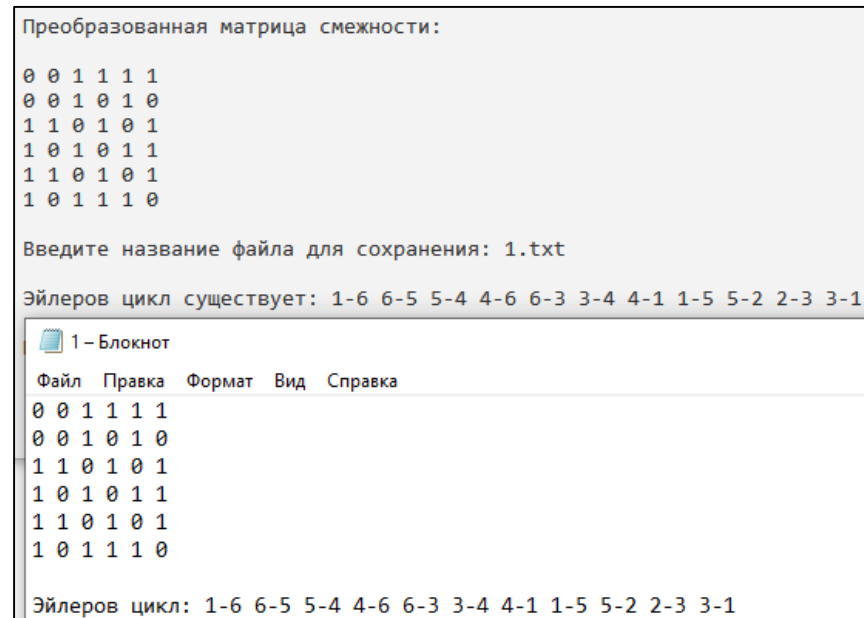 Преобразованная матрица смежности:
0 0 1 1 1 1
0 0 1 0 1 0
1 1 0 1 0 1
1 0 1 0 1 1
1 1 0 1 0 1
1 0 1 1 1 0
Введите название файла для сохранения: 1.txt
Эйлеров цикл существует: 1-6 6-5 5-4 4-6 6-3 3-4 4-1 1-5 5-2 2-3 3-1
1 – Блокнот
Файл Правка Формат Вид Справка
0 0 1 1 1 1
0 0 1 0 1 0
1 1 0 1 0 1
1 0 1 0 1 1
1 1 0 1 0 1
1 0 1 1 1 0
Эйлеров цикл: 1-6 6-5 5-4 4-6 6-3 3-4 4-1 1-5 5-2 2-3 3-1